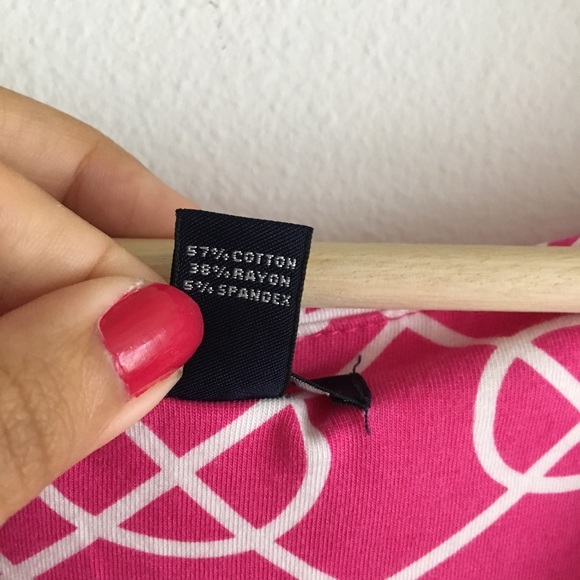 57% COTTON
38% RAYON
5% SPANDEX